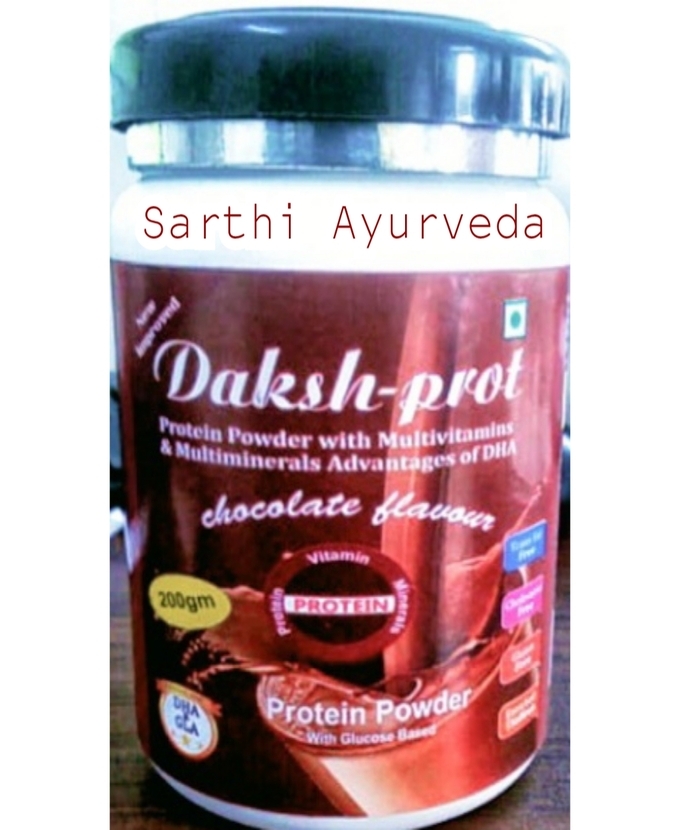 Sarthi Ayurveda
New
Improved
Daksh-prot
Protein Powder with Multivitamins
& Multiminerals Advantages of DHA
chocolate flavour
Trans Fat
Free
Cholesterol
Free
200gm
Vitamin
Protein
Minerals
PROTEIN
DHA
GLA
Protein Powder
With Glucose Based